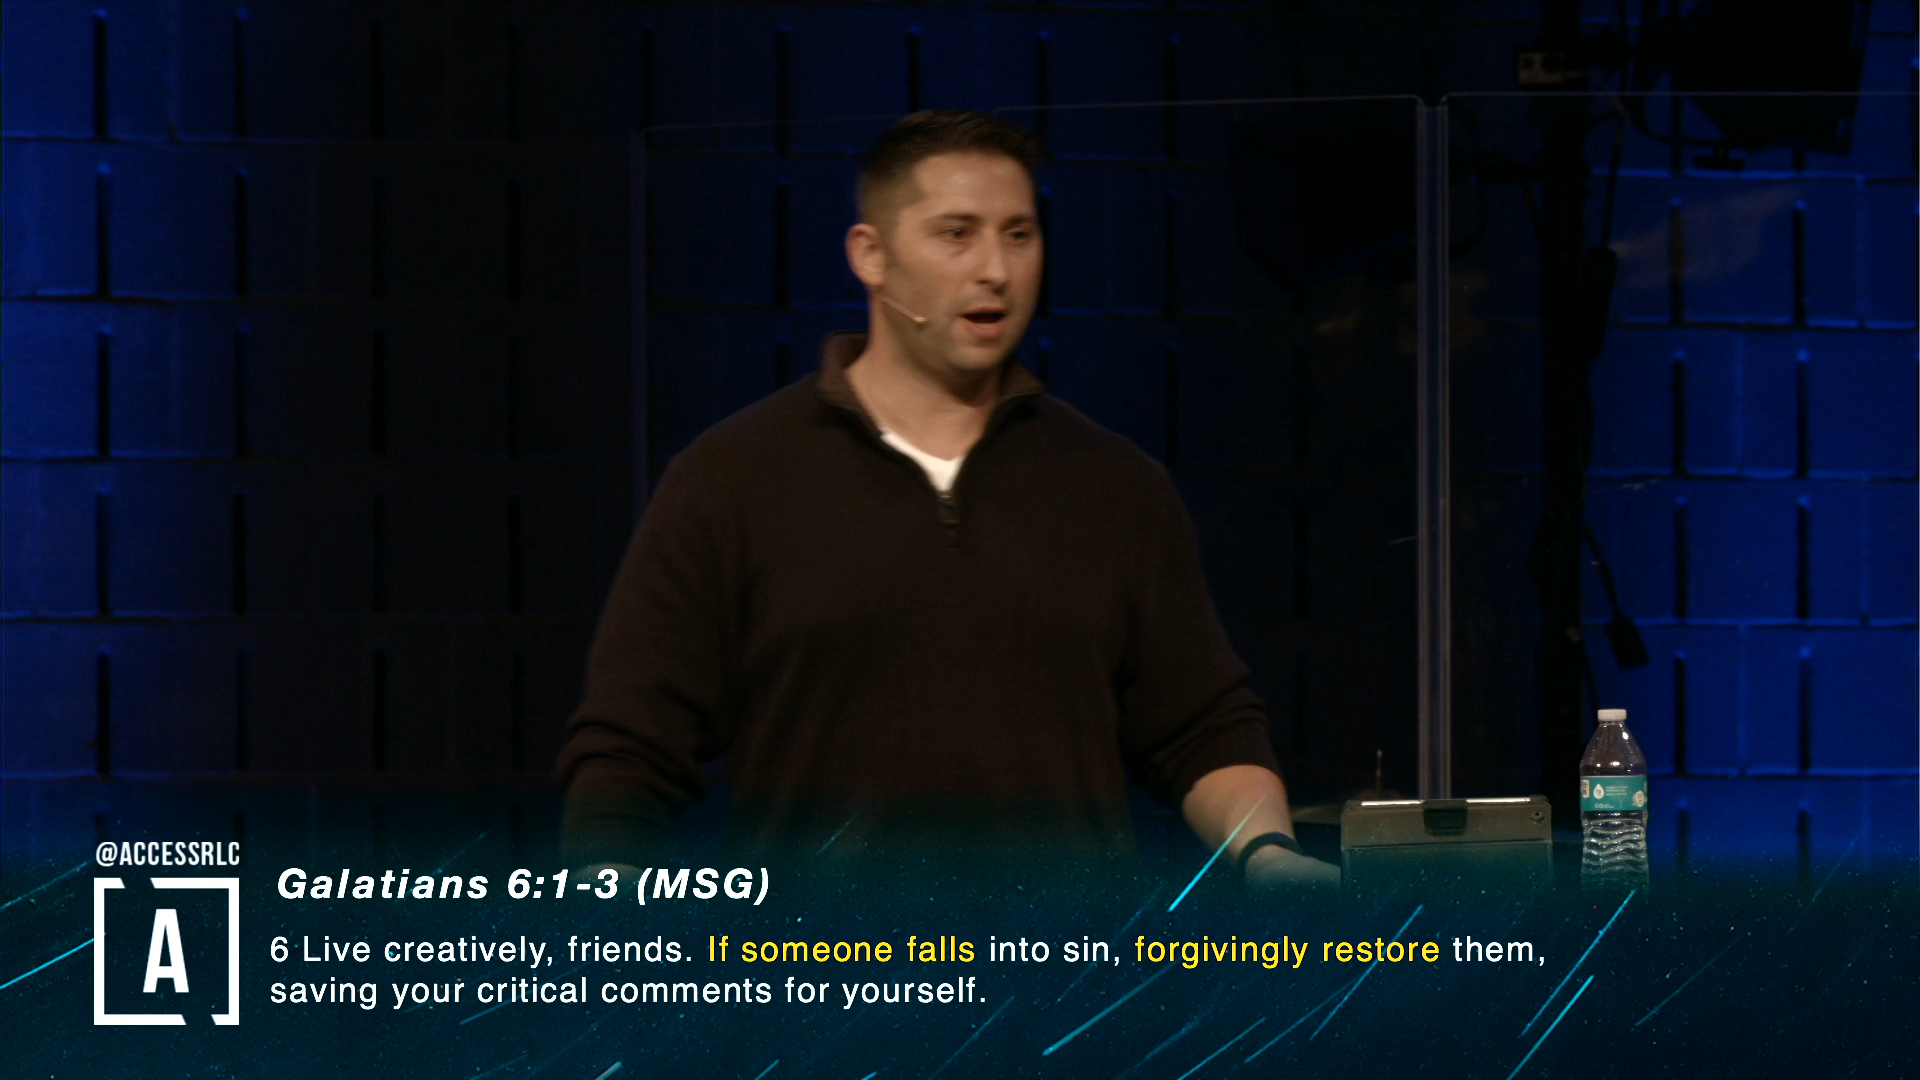 @ACCESSRLC
A
Galatians 6:1-3 (MSG)
6 Live creatively, friends. If someone falls into sin, forgivingly restore them,
saving your critical comments for yourself.